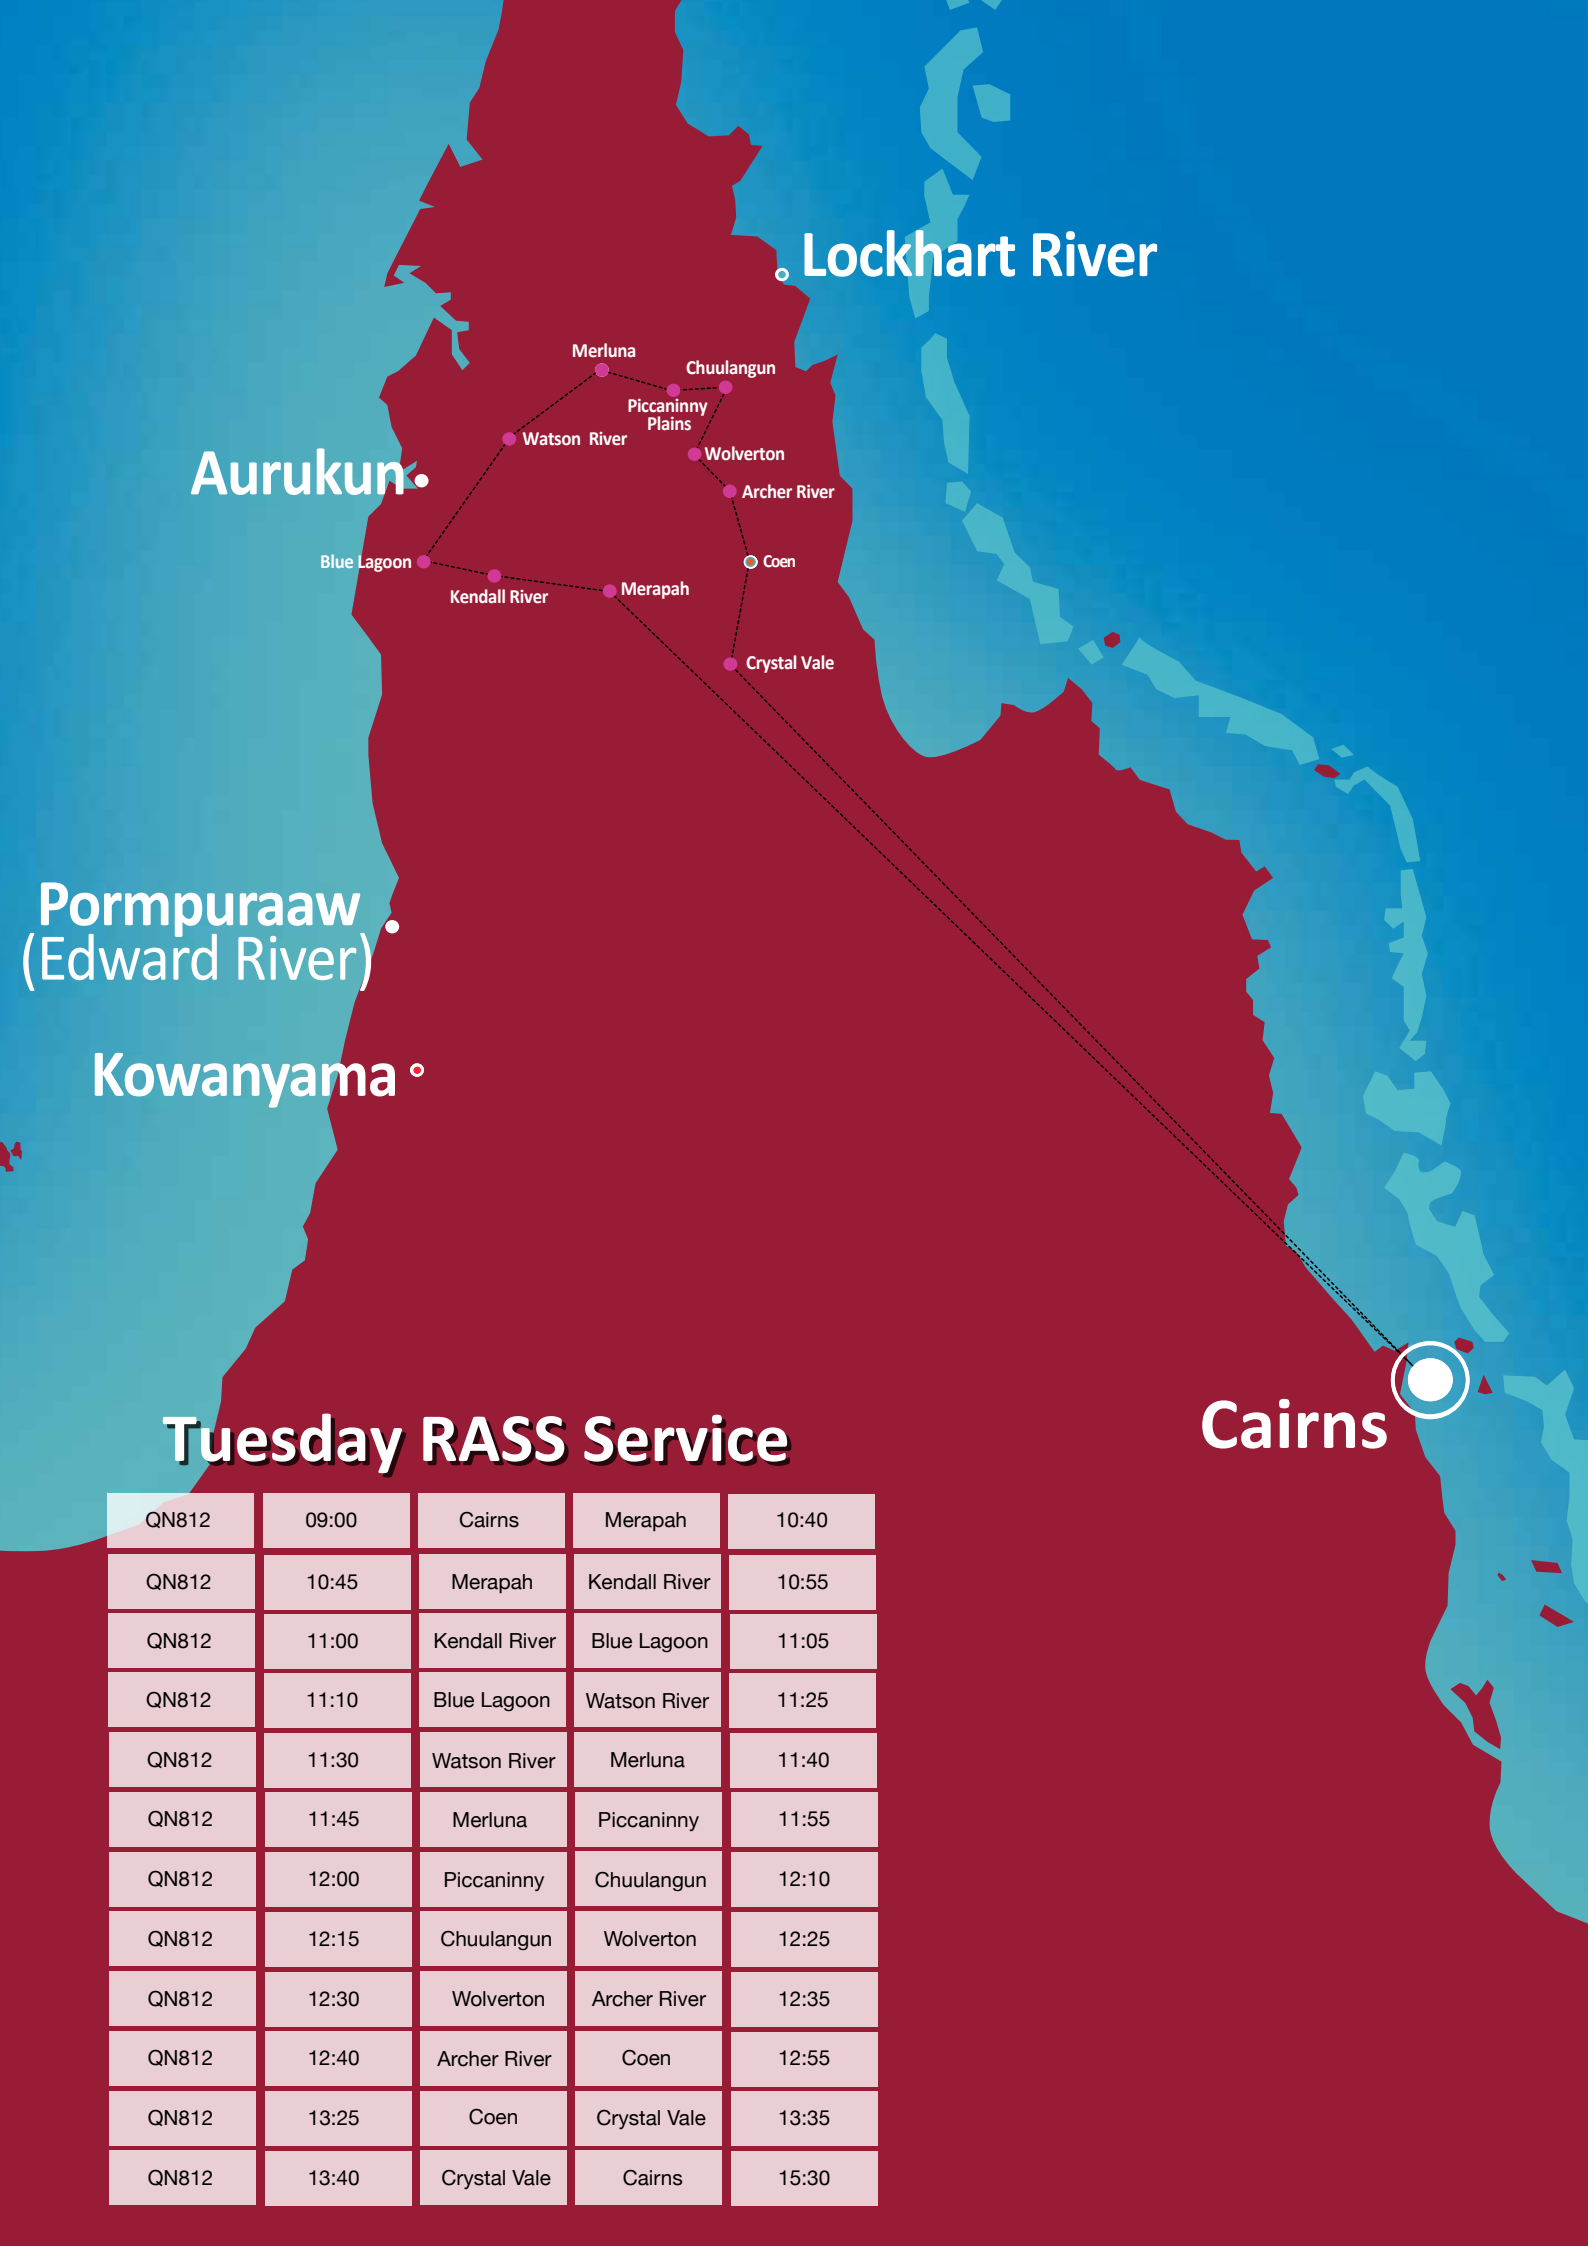 Lockhart River
Merluna
Chuulangun
Piccaninny
Plains
Watson River
Wolverton
Aurukun
Archer River
Blue Lagoon
Coen
Kendall River
Merapah
Crystal Vale
Pormpuraaw
(Edward River)
Kowanyama
Cairns
Tuesday RASS Service
QN812 09:00 Cairns Merapah 10:40
QN812 10:45 Merapah Kendall River 10:55
QN812 11:00 Kendall River Blue Lagoon 11:05
QN812 11:10 Blue Lagoon Watson River 11:25
QN812 11:30 Watson River Merluna 11:40
QN812 11:45 Merluna Piccaninny 11:55
QN812 12:00 Piccaninny Chuulangun 12:10
QN812 12:15 Chuulangun Wolverton 12:25
QN812 12:30 Wolverton Archer River 12:35
QN812 12:40 Archer River Coen 12:55
QN812 13:25 Coen Crystal Vale 13:35
QN812 13:40 Crystal Vale Cairns 15:30